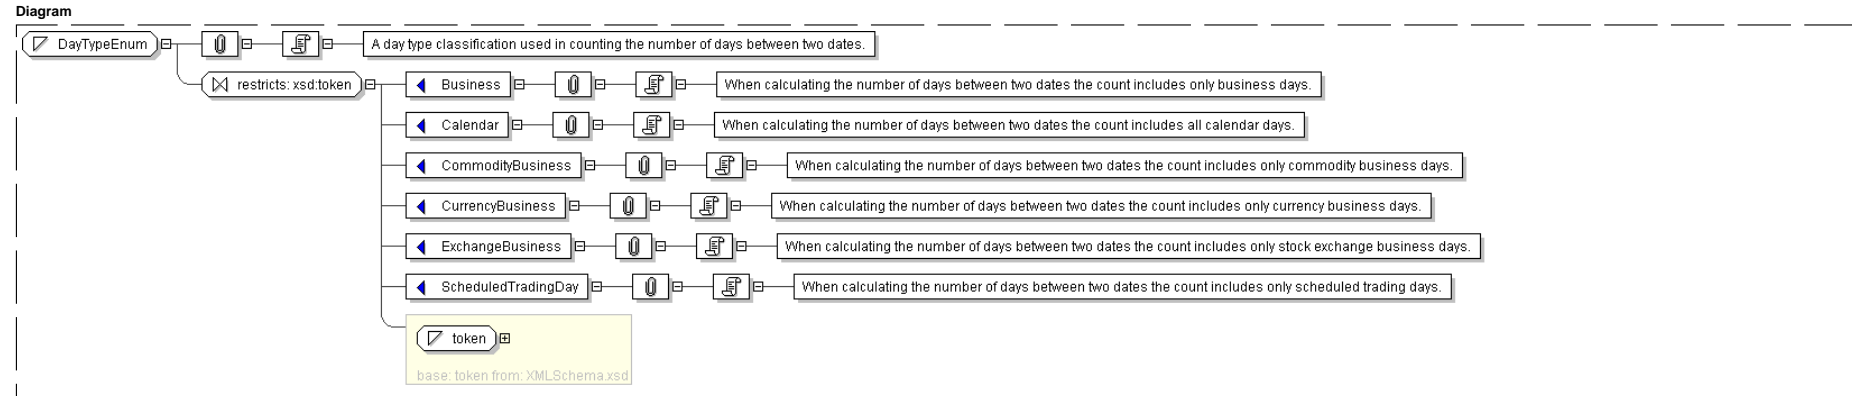 Diagram
DayTypeEnum A day type classification used in counting the number of days between two dates.
restricts: xsd:token Business When calculating the number of days between two dates the count includes only business days.
Calendar When calculating the number of days between two dates the count includes all calendar days.
CommodityBusiness When calculating the number of days between two dates the count includes only commodity business days.
CurrencyBusiness When calculating the number of days between two dates the count includes only currency business days.
ExchangeBusiness When calculating the number of days between two dates the count includes only stock exchange business days.
ScheduledTradingDay When calculating the number of days between two dates the count includes only scheduled trading days.
token
base: token from: XMLSchema.xsd